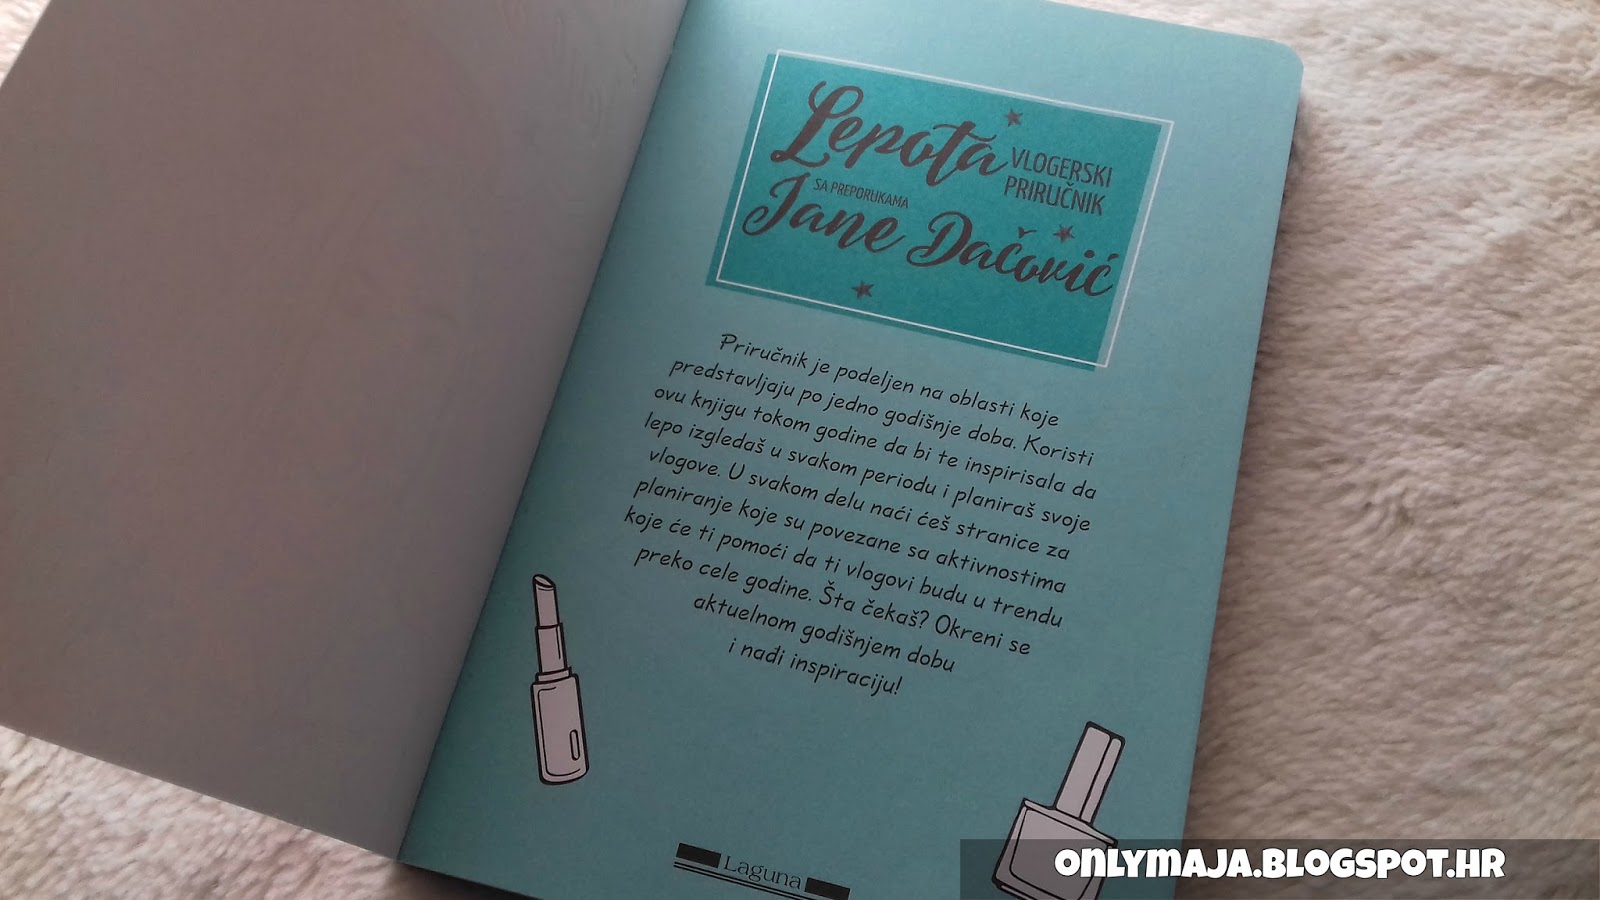 Lepota
VLOGERSKI
PRIRUČNIK
SA PREPORUKAMA
Jane Dačović
Priručnik je podeljen na oblasti koje
predstavljaju po jedno godišnje doba. Koristi
ovu knjigu tokom godine da bi te inspirisala da
lepo izgledaš u svakom periodu i planiraš svoje
vlogove. U svakom delu naći ćeš stranice za
planiranje koje su povezane sa aktivnostima
koje će ti pomoći da ti vlogovi budu u trendu
preko cele godine. Šta čekaš? Okreni se
aktuelnom godišnjem dobu
i nađi inspiraciju!
Laguna
ONLYMAJA.BLOGSPOT.HR